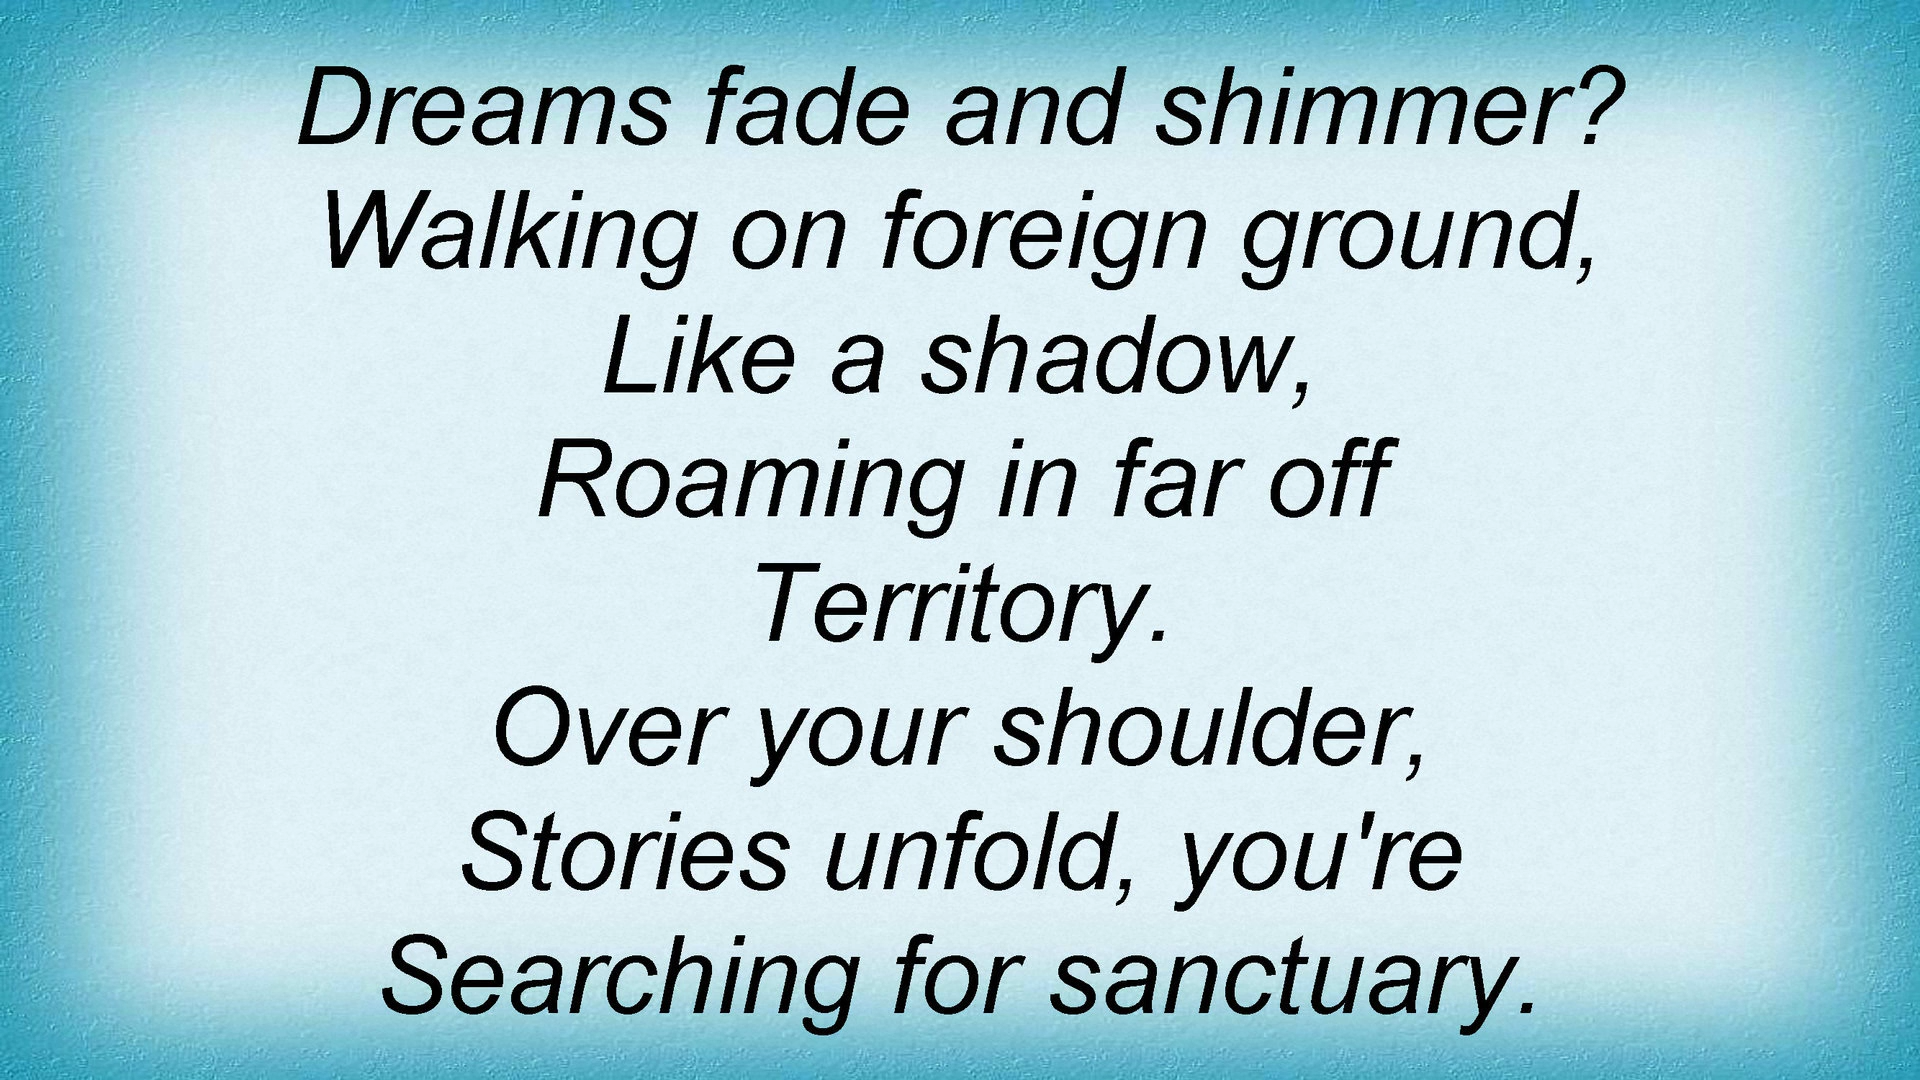 Dreams fade and shimmer?
Walking on foreign ground,
Like a shadow,
Roaming in far off
Territory.
Over your shoulder,
Stories unfold, you're
Searching for sanctuary.